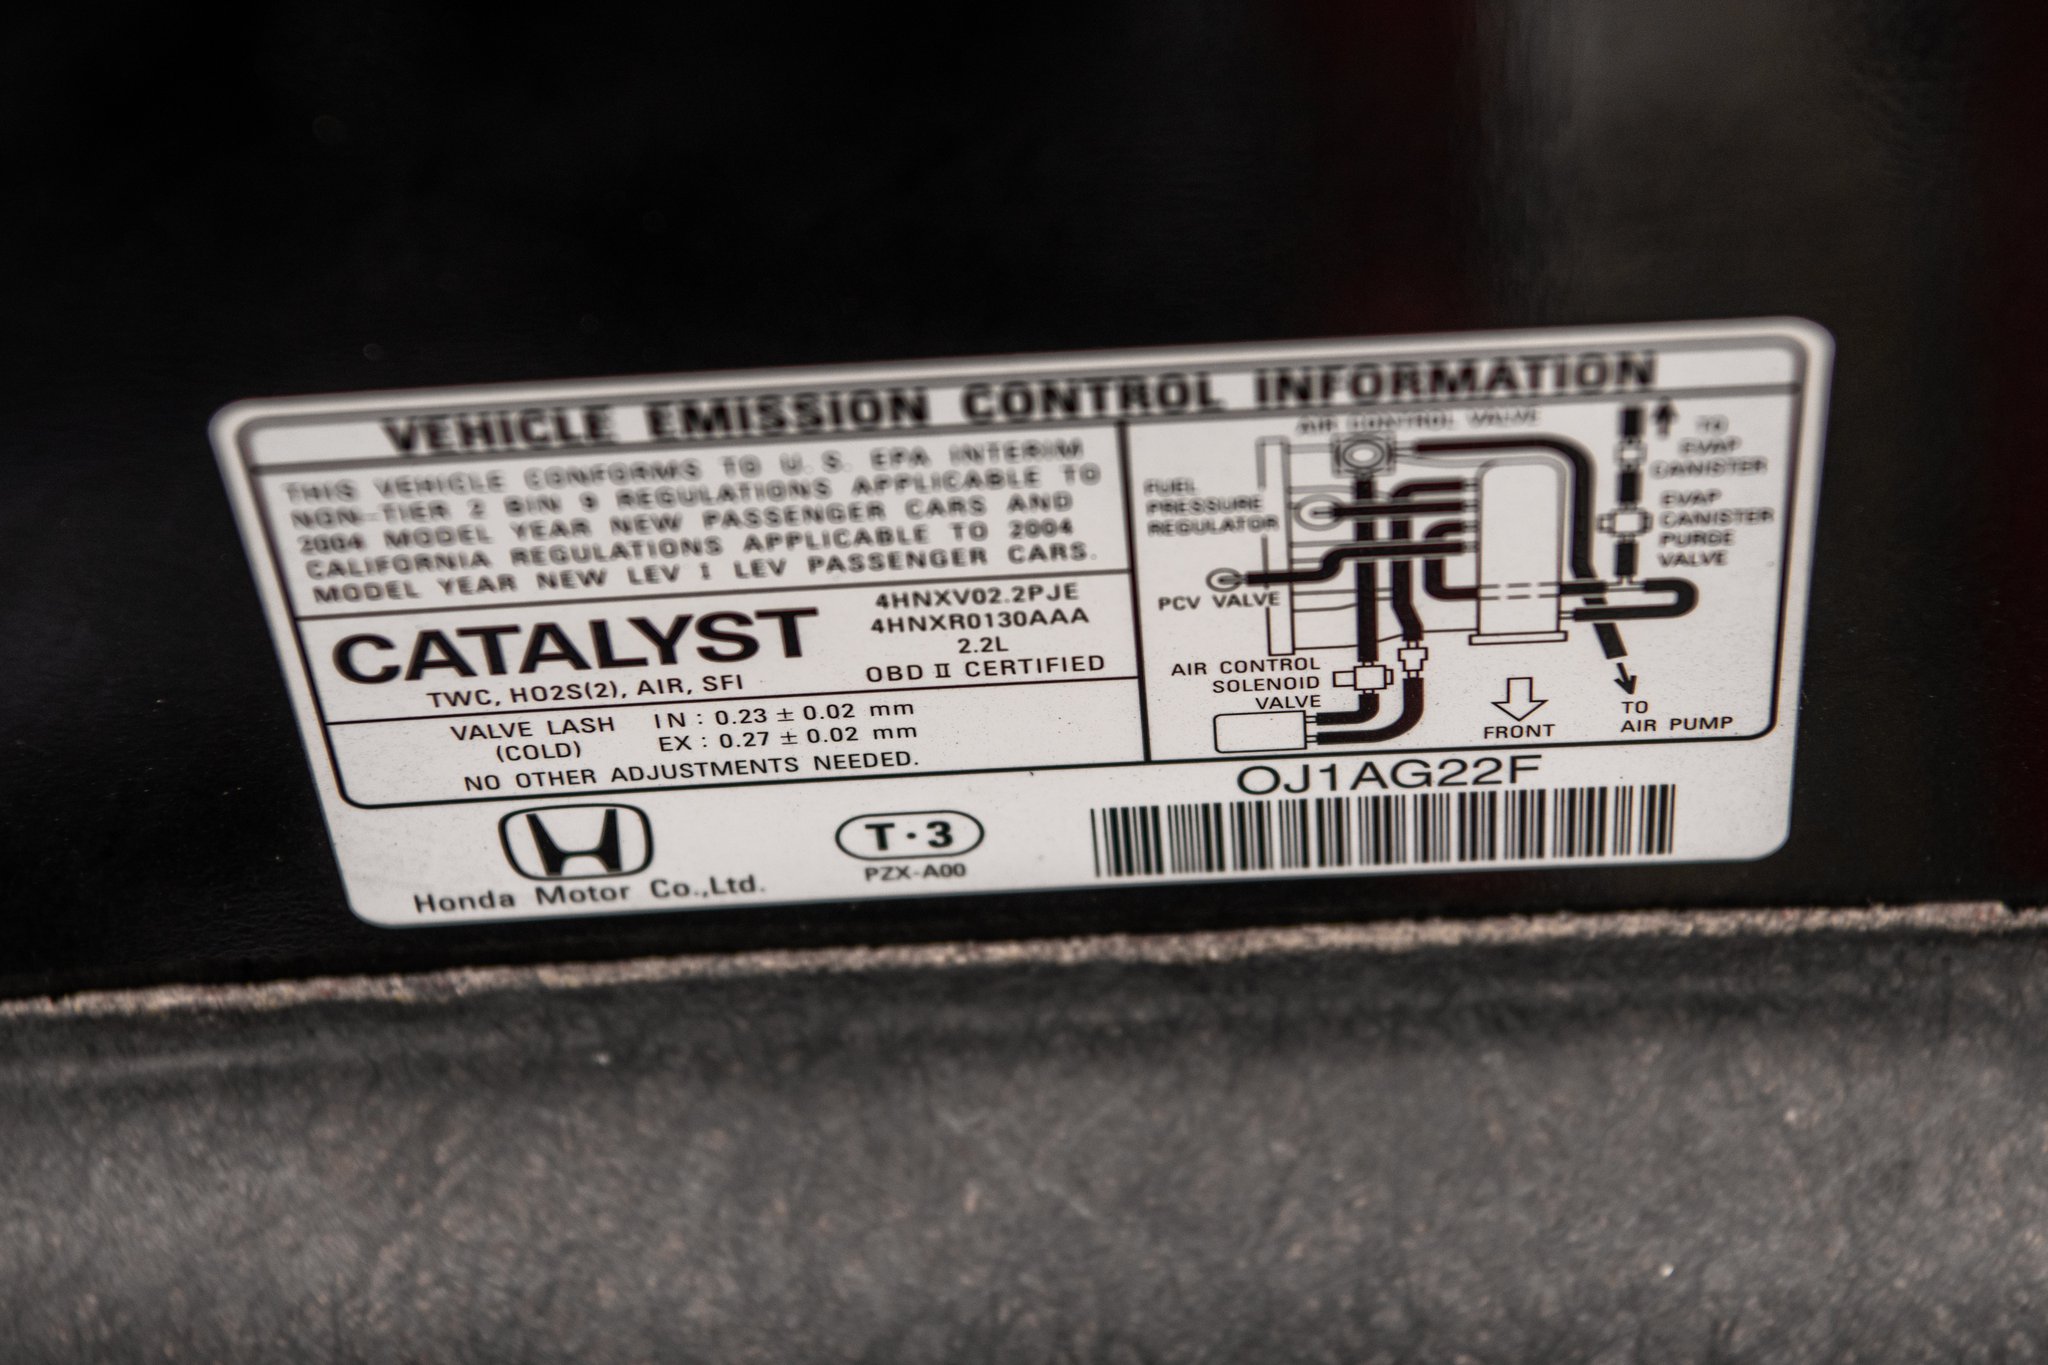 VEHICLE EMISSION CONTROL INFORMATION
THIS VEHICLE CONFORMS TO U.S. EPA INTERIM
NON-TIER 2 BIN 9 REGULATIONS APPLICABLE TO
2004 MODEL YEAR NEW PASSENGER CARS AND
CALIFORNIA REGULATIONS APPLICABLE TO 2004
MODEL YEAR NEW LEV I LEV PASSENGER CARS.
CATALYST
TWC, HO2S(2), AIR, SFI
4HNXV02.2PJE
4HNXR0130AAA
2.2L
OBD II CERTIFIED
VALVE LASH
(COLD)
IN : 0.23 ± 0.02 mm
EX : 0.27 ± 0.02 mm
NO OTHER ADJUSTMENTS NEEDED.
AIR CONTROL VALVE
FUEL
PRESSURE
REGULATOR
PCV VALVE
AIR CONTROL
SOLENOID
VALVE
TO
EVAP
CANISTER
EVAP
CANISTER
PURGE
VALVE
FRONT
TO
AIR PUMP
Honda Motor Co.,Ltd.
T·3
PZX-A00
OJ1AG22F